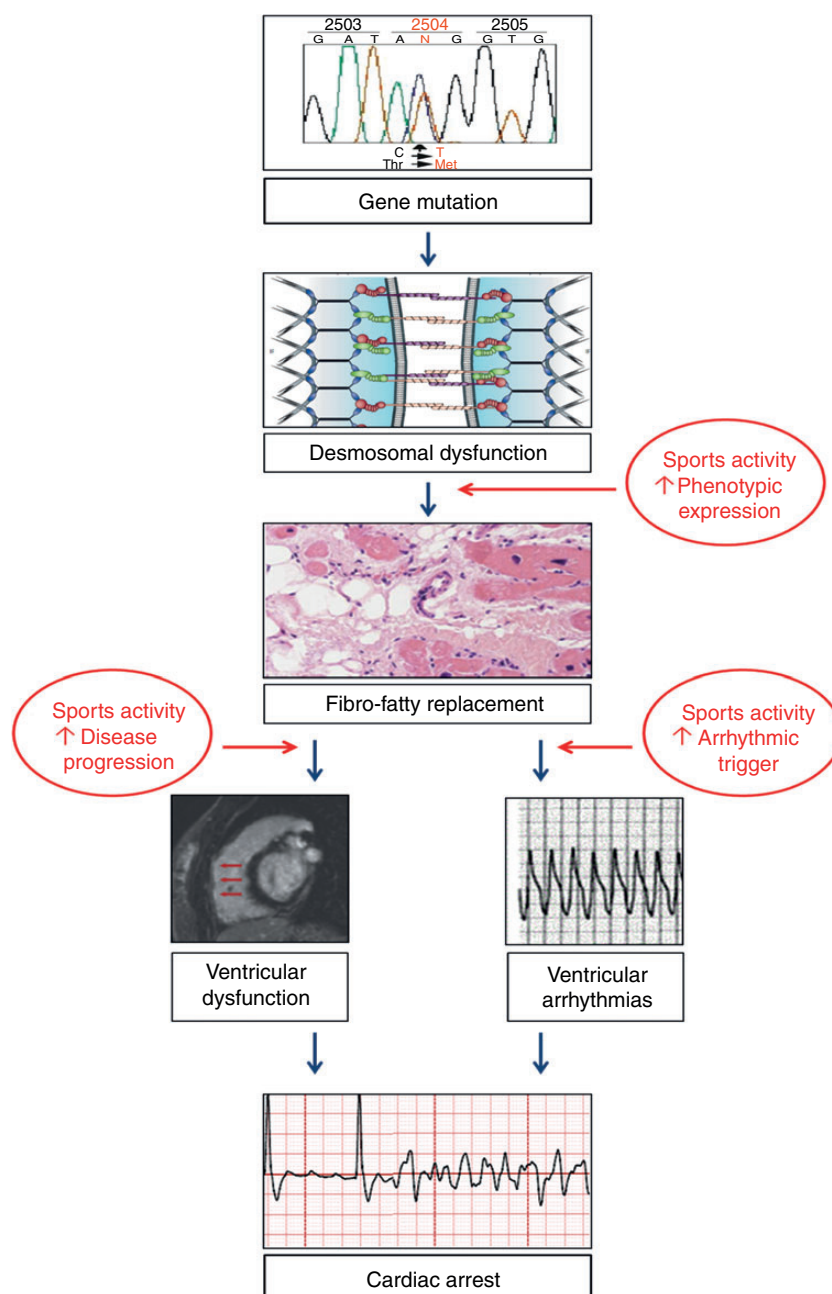 2503 2504 2505
G A T A N G G T G
C T
Thr Met
Gene mutation
Desmosomal dysfunction
Sports activity
↑ Phenotypic
expression
Fibro-fatty replacement
Sports activity
↑ Disease
progression
Sports activity
↑ Arrhythmic
trigger
Ventricular
dysfunction
Ventricular
arrhythmias
Cardiac arrest